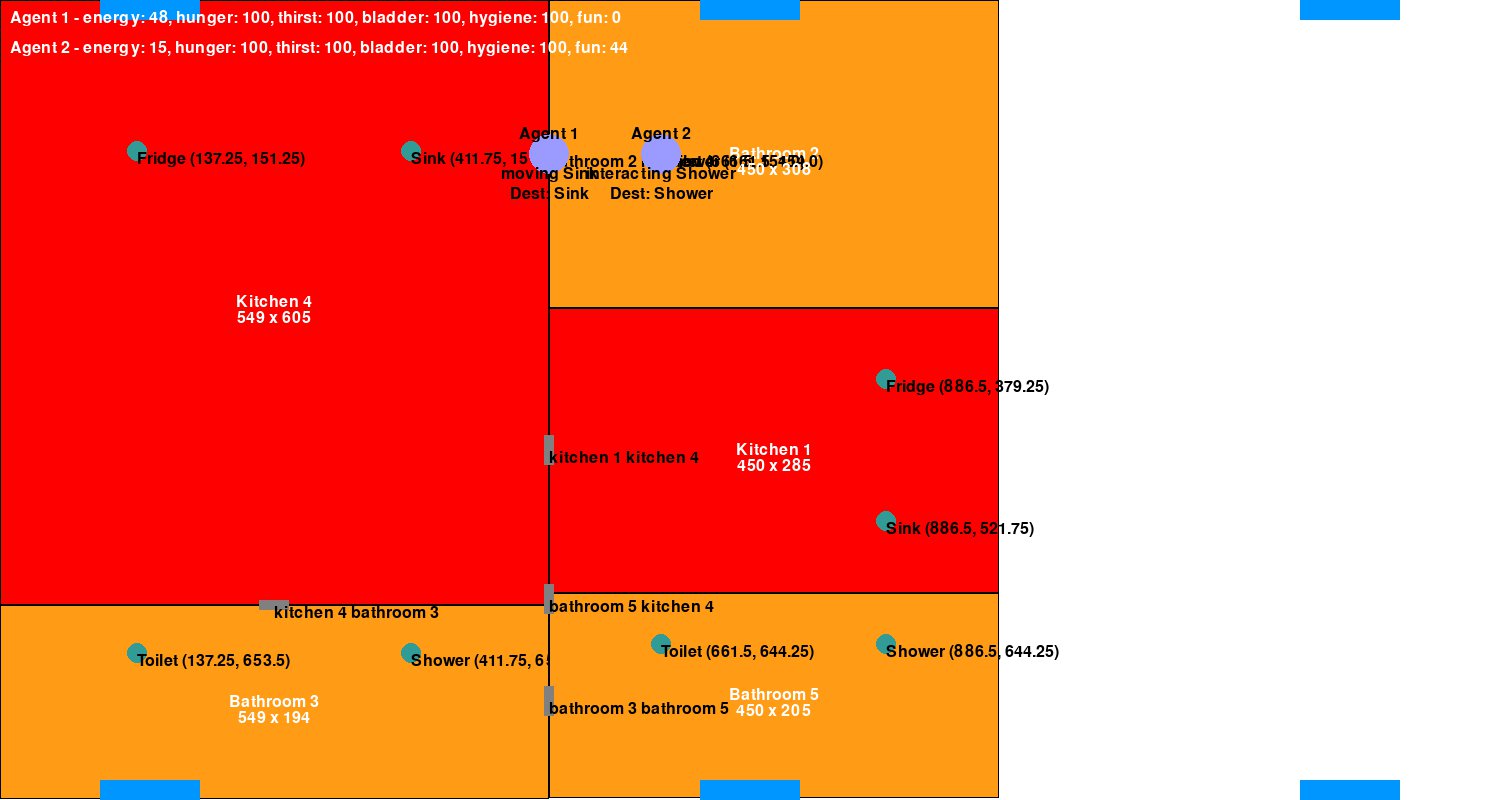 Agent 1 - energy: 48, hunger: 100, thirst: 100, bladder: 100, hygiene: 100, fun: 0
Agent 2 - energy: 15, hunger: 100, thirst: 100, bladder: 100, hygiene: 100, fun: 44
Agent 1
Agent 2
Fridge (137.25, 151.25)
Sink (411.75, 15
Bathroom 2
450 x 308
moving Sink
interacting Shower
Dest: Sink
Dest: Shower
Kitchen 4
549 x 605
Fridge (886.5, 379.25)
Kitchen 1
450 x 285
kitchen 1 kitchen 4
Sink (886.5, 521.75)
bathroom 5 kitchen 4
kitchen 4 bathroom 3
Toilet (137.25, 653.5)
Shower (411.75, 65
Toilet (661.5, 644.25)
Shower (886.5, 644.25)
Bathroom 3
549 x 194
Bathroom 5
450 x 205
bathroom 3 bathroom 5